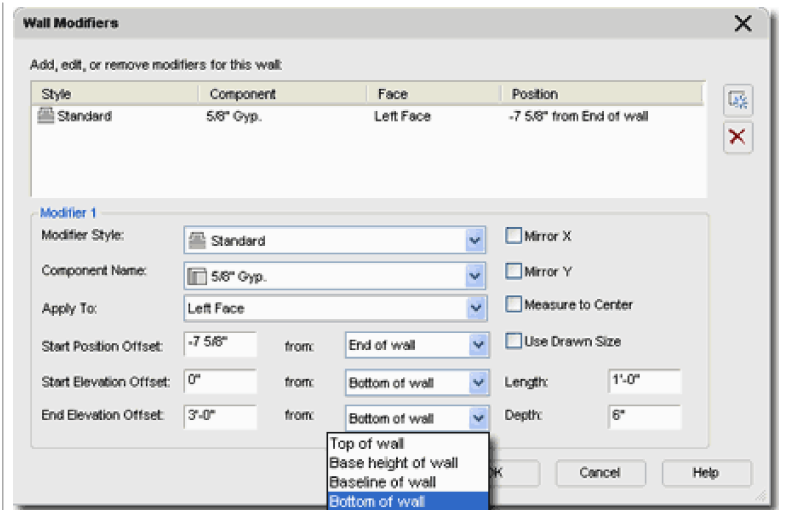 Wall Modifiers
Add, edit, or remove modifiers for this wall:
Style Component Face Position
Standard 5/8" Gyp. Left Face -7 5/8" from End of wall
Modifier 1
Modifier Style: Standard Mirror X
Component Name: 5/8" Gyp. Mirror Y
Apply To: Left Face Measure to Center
Start Position Offset: -7 5/8" from: End of wall Use Drawn Size
Start Elevation Offset: 0" from: Bottom of wall Length: 1'-0"
End Elevation Offset: 3'-0" from: Bottom of wall Depth: 6"
Top of wall
Base height of wall
Baseline of wall
Bottom of wall
Cancel Help